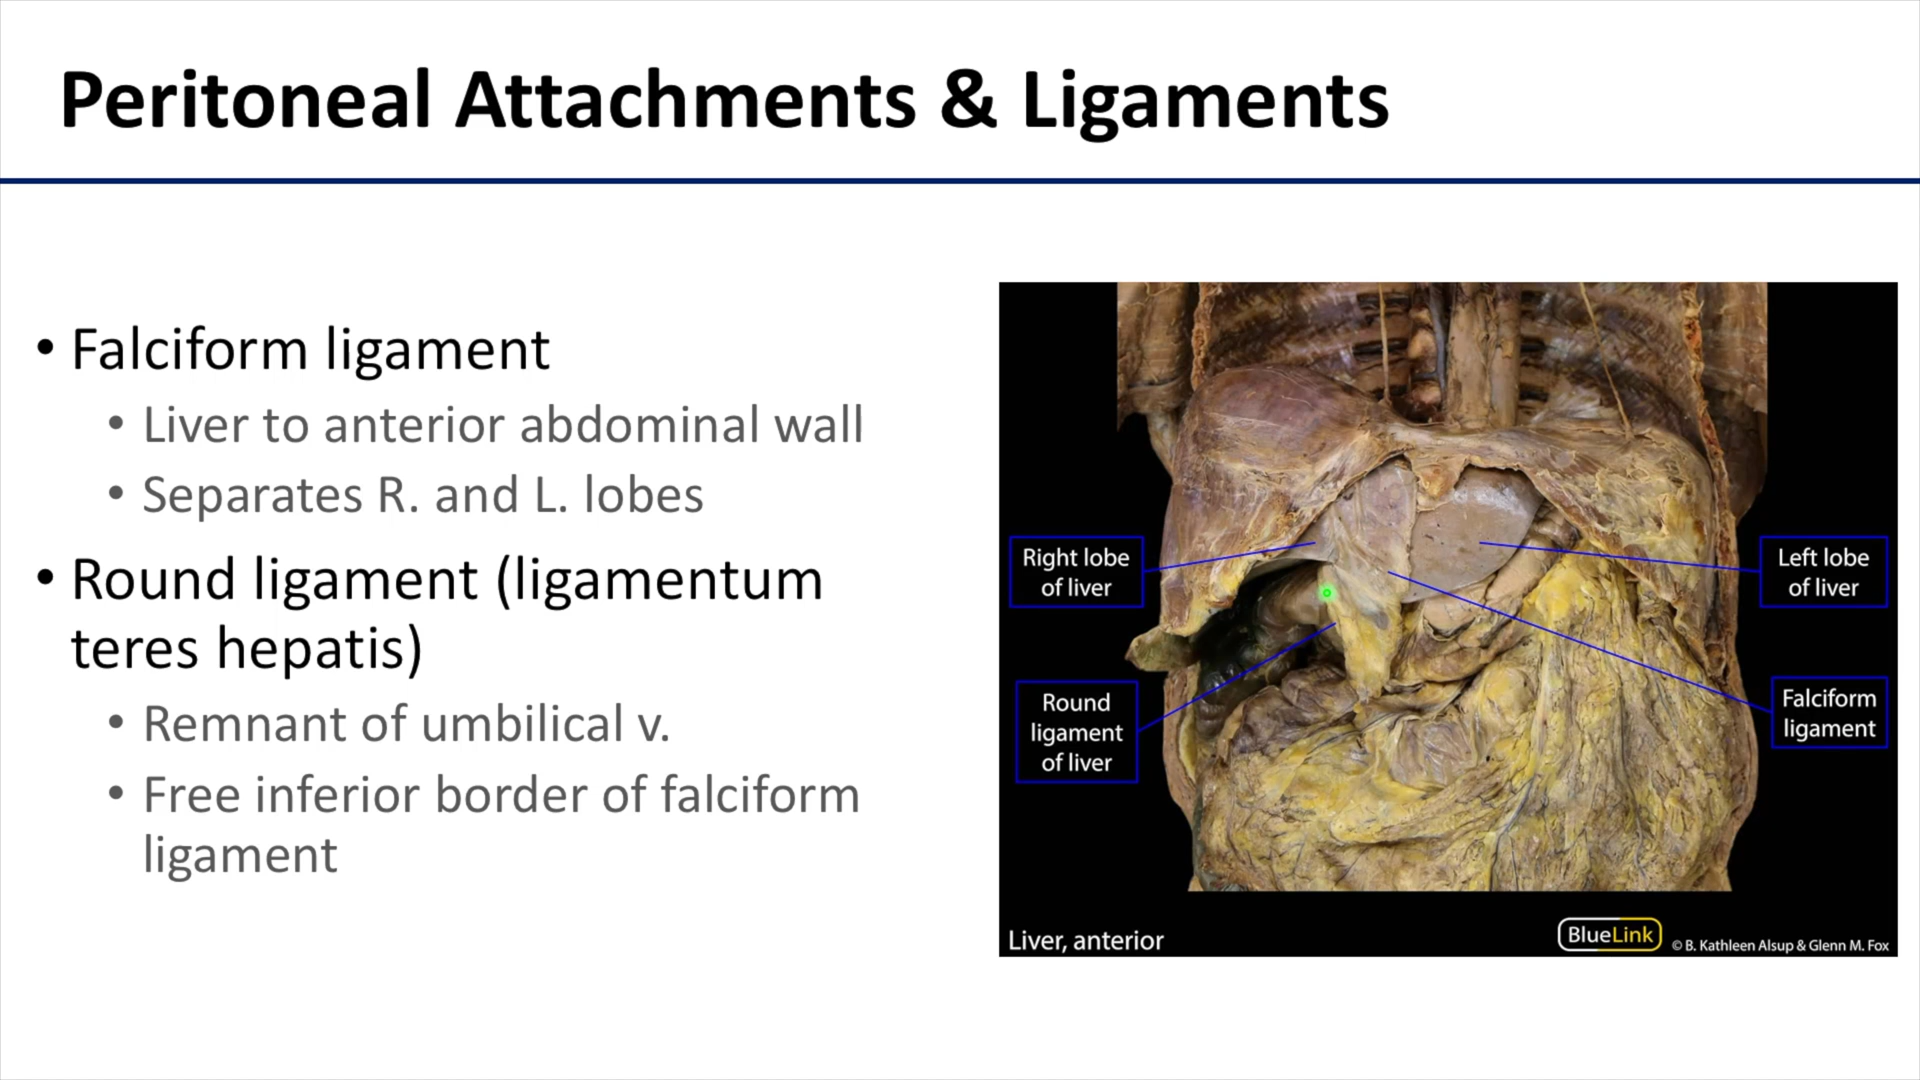 Peritoneal Attachments & Ligaments
• Falciform ligament
• Liver to anterior abdominal wall
• Separates R. and L. lobes
• Round ligament (ligamentum
teres hepatis)
• Remnant of umbilical v.
• Free inferior border of falciform
ligament
Right lobe
of liver
Left lobe
of liver
Round
ligament
of liver
Falciform
ligament
Liver, anterior
BlueLink
© B. Kathleen Alsup & Glenn M. Fox